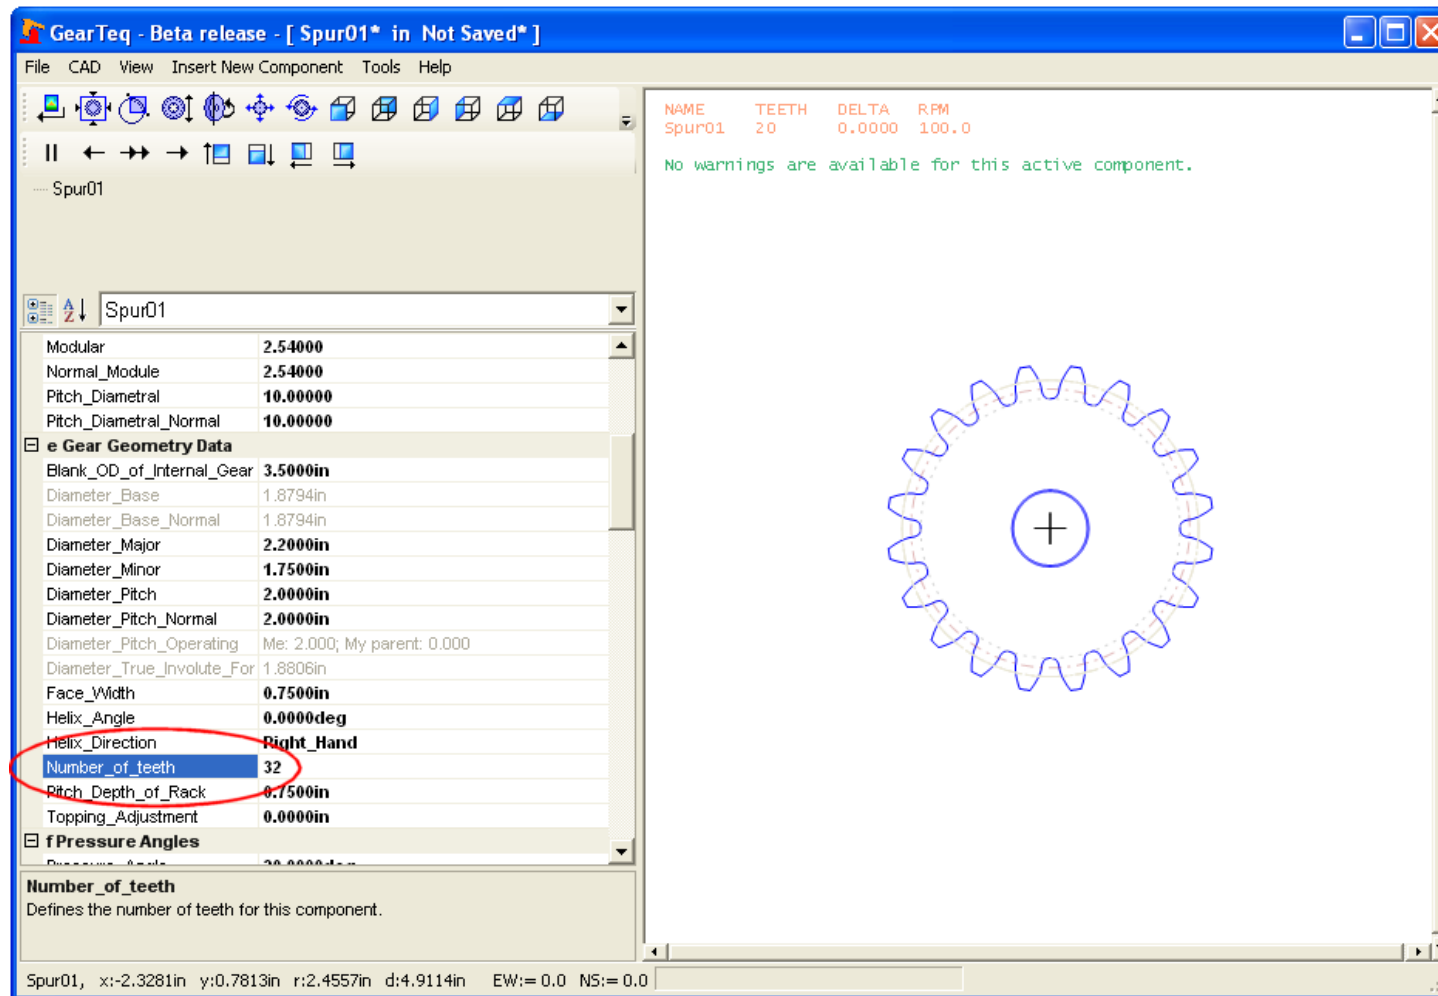 GearTeq - Beta release - [ Spur01* in Not Saved* ]
File CAD View Insert New Component Tools Help
Spur01
Spur01
Modular 2.54000
Normal_Module 2.54000
Pitch_Diametral 10.00000
Pitch_Diametral_Normal 10.00000
e Gear Geometry Data
Blank_OD_of_Internal_Gear 3.5000in
Diameter_Base 1.8794in
Diameter_Base_Normal 1.8794in
Diameter_Major 2.2000in
Diameter_Minor 1.7500in
Diameter_Pitch 2.0000in
Diameter_Pitch_Normal 2.0000in
Diameter_Pitch_Operating Me: 2.000; My parent: 0.000
Diameter_True_Involute_For 1.8806in
Face_Width 0.7500in
Helix_Angle 0.0000deg
Helix_Direction Right_Hand
Number_of_teeth 32
Pitch_Depth_of_Rack 0.7500in
Topping_Adjustment 0.0000in
f Pressure Angles
Number_of_teeth
Defines the number of teeth for this component.
NAME TEETH DELTA RPM
Spur01 20 0.0000 100.0
No warnings are available for this active component.
Spur01, x:-2.3281in y:0.7813in r:2.4557in d:4.9114in EW:= 0.0 NS:= 0.0